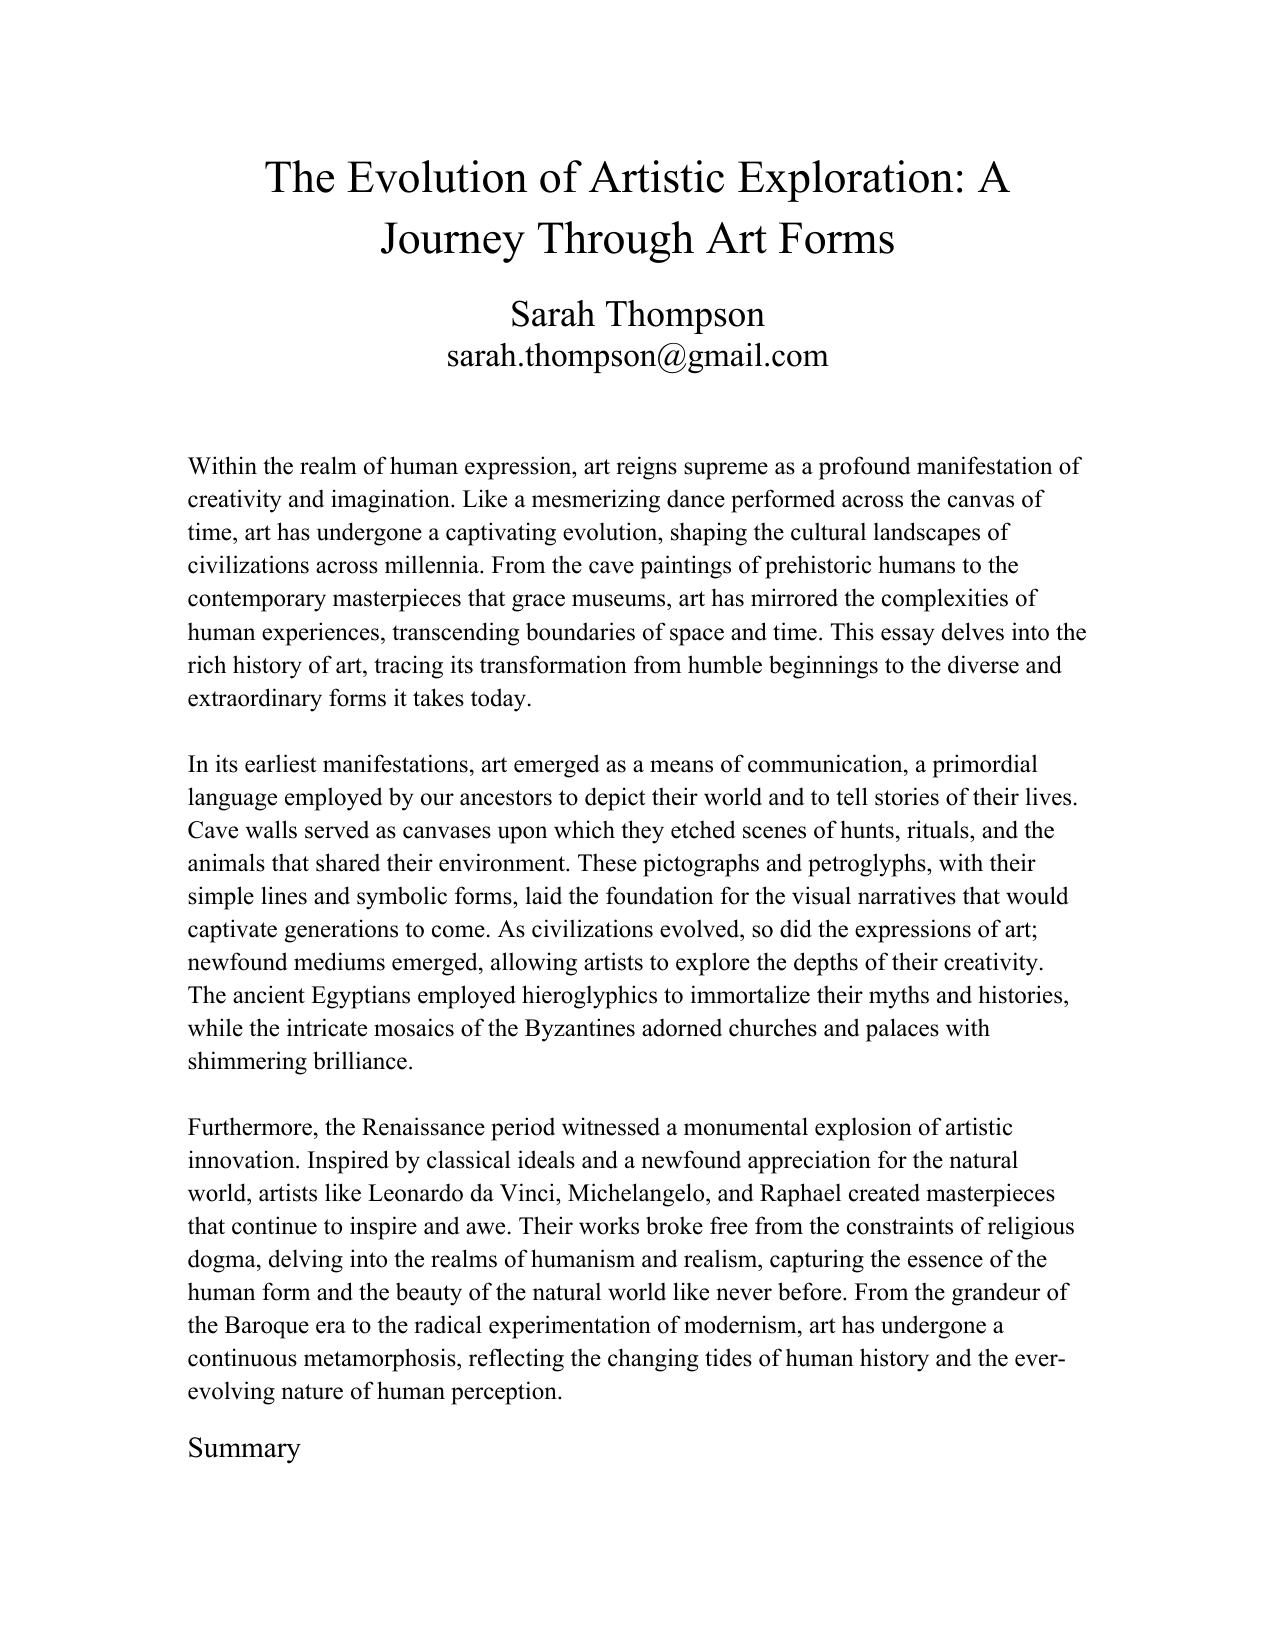 The Evolution of Artistic Exploration: A
Journey Through Art Forms
Sarah Thompson
sarah.thompson@gmail.com
Within the realm of human expression, art reigns supreme as a profound manifestation of
creativity and imagination. Like a mesmerizing dance performed across the canvas of
time, art has undergone a captivating evolution, shaping the cultural landscapes of
civilizations across millennia. From the cave paintings of prehistoric humans to the
contemporary masterpieces that grace museums, art has mirrored the complexities of
human experiences, transcending boundaries of space and time. This essay delves into the
rich history of art, tracing its transformation from humble beginnings to the diverse and
extraordinary forms it takes today.
In its earliest manifestations, art emerged as a means of communication, a primordial
language employed by our ancestors to depict their world and to tell stories of their lives.
Cave walls served as canvases upon which they etched scenes of hunts, rituals, and the
animals that shared their environment. These pictographs and petroglyphs, with their
simple lines and symbolic forms, laid the foundation for the visual narratives that would
captivate generations to come. As civilizations evolved, so did the expressions of art;
newfound mediums emerged, allowing artists to explore the depths of their creativity.
The ancient Egyptians employed hieroglyphics to immortalize their myths and histories,
while the intricate mosaics of the Byzantines adorned churches and palaces with
shimmering brilliance.
Furthermore, the Renaissance period witnessed a monumental explosion of artistic
innovation. Inspired by classical ideals and a newfound appreciation for the natural
world, artists like Leonardo da Vinci, Michelangelo, and Raphael created masterpieces
that continue to inspire and awe. Their works broke free from the constraints of religious
dogma, delving into the realms of humanism and realism, capturing the essence of the
human form and the beauty of the natural world like never before. From the grandeur of
the Baroque era to the radical experimentation of modernism, art has undergone a
continuous metamorphosis, reflecting the changing tides of human history and the ever-
evolving nature of human perception.
Summary